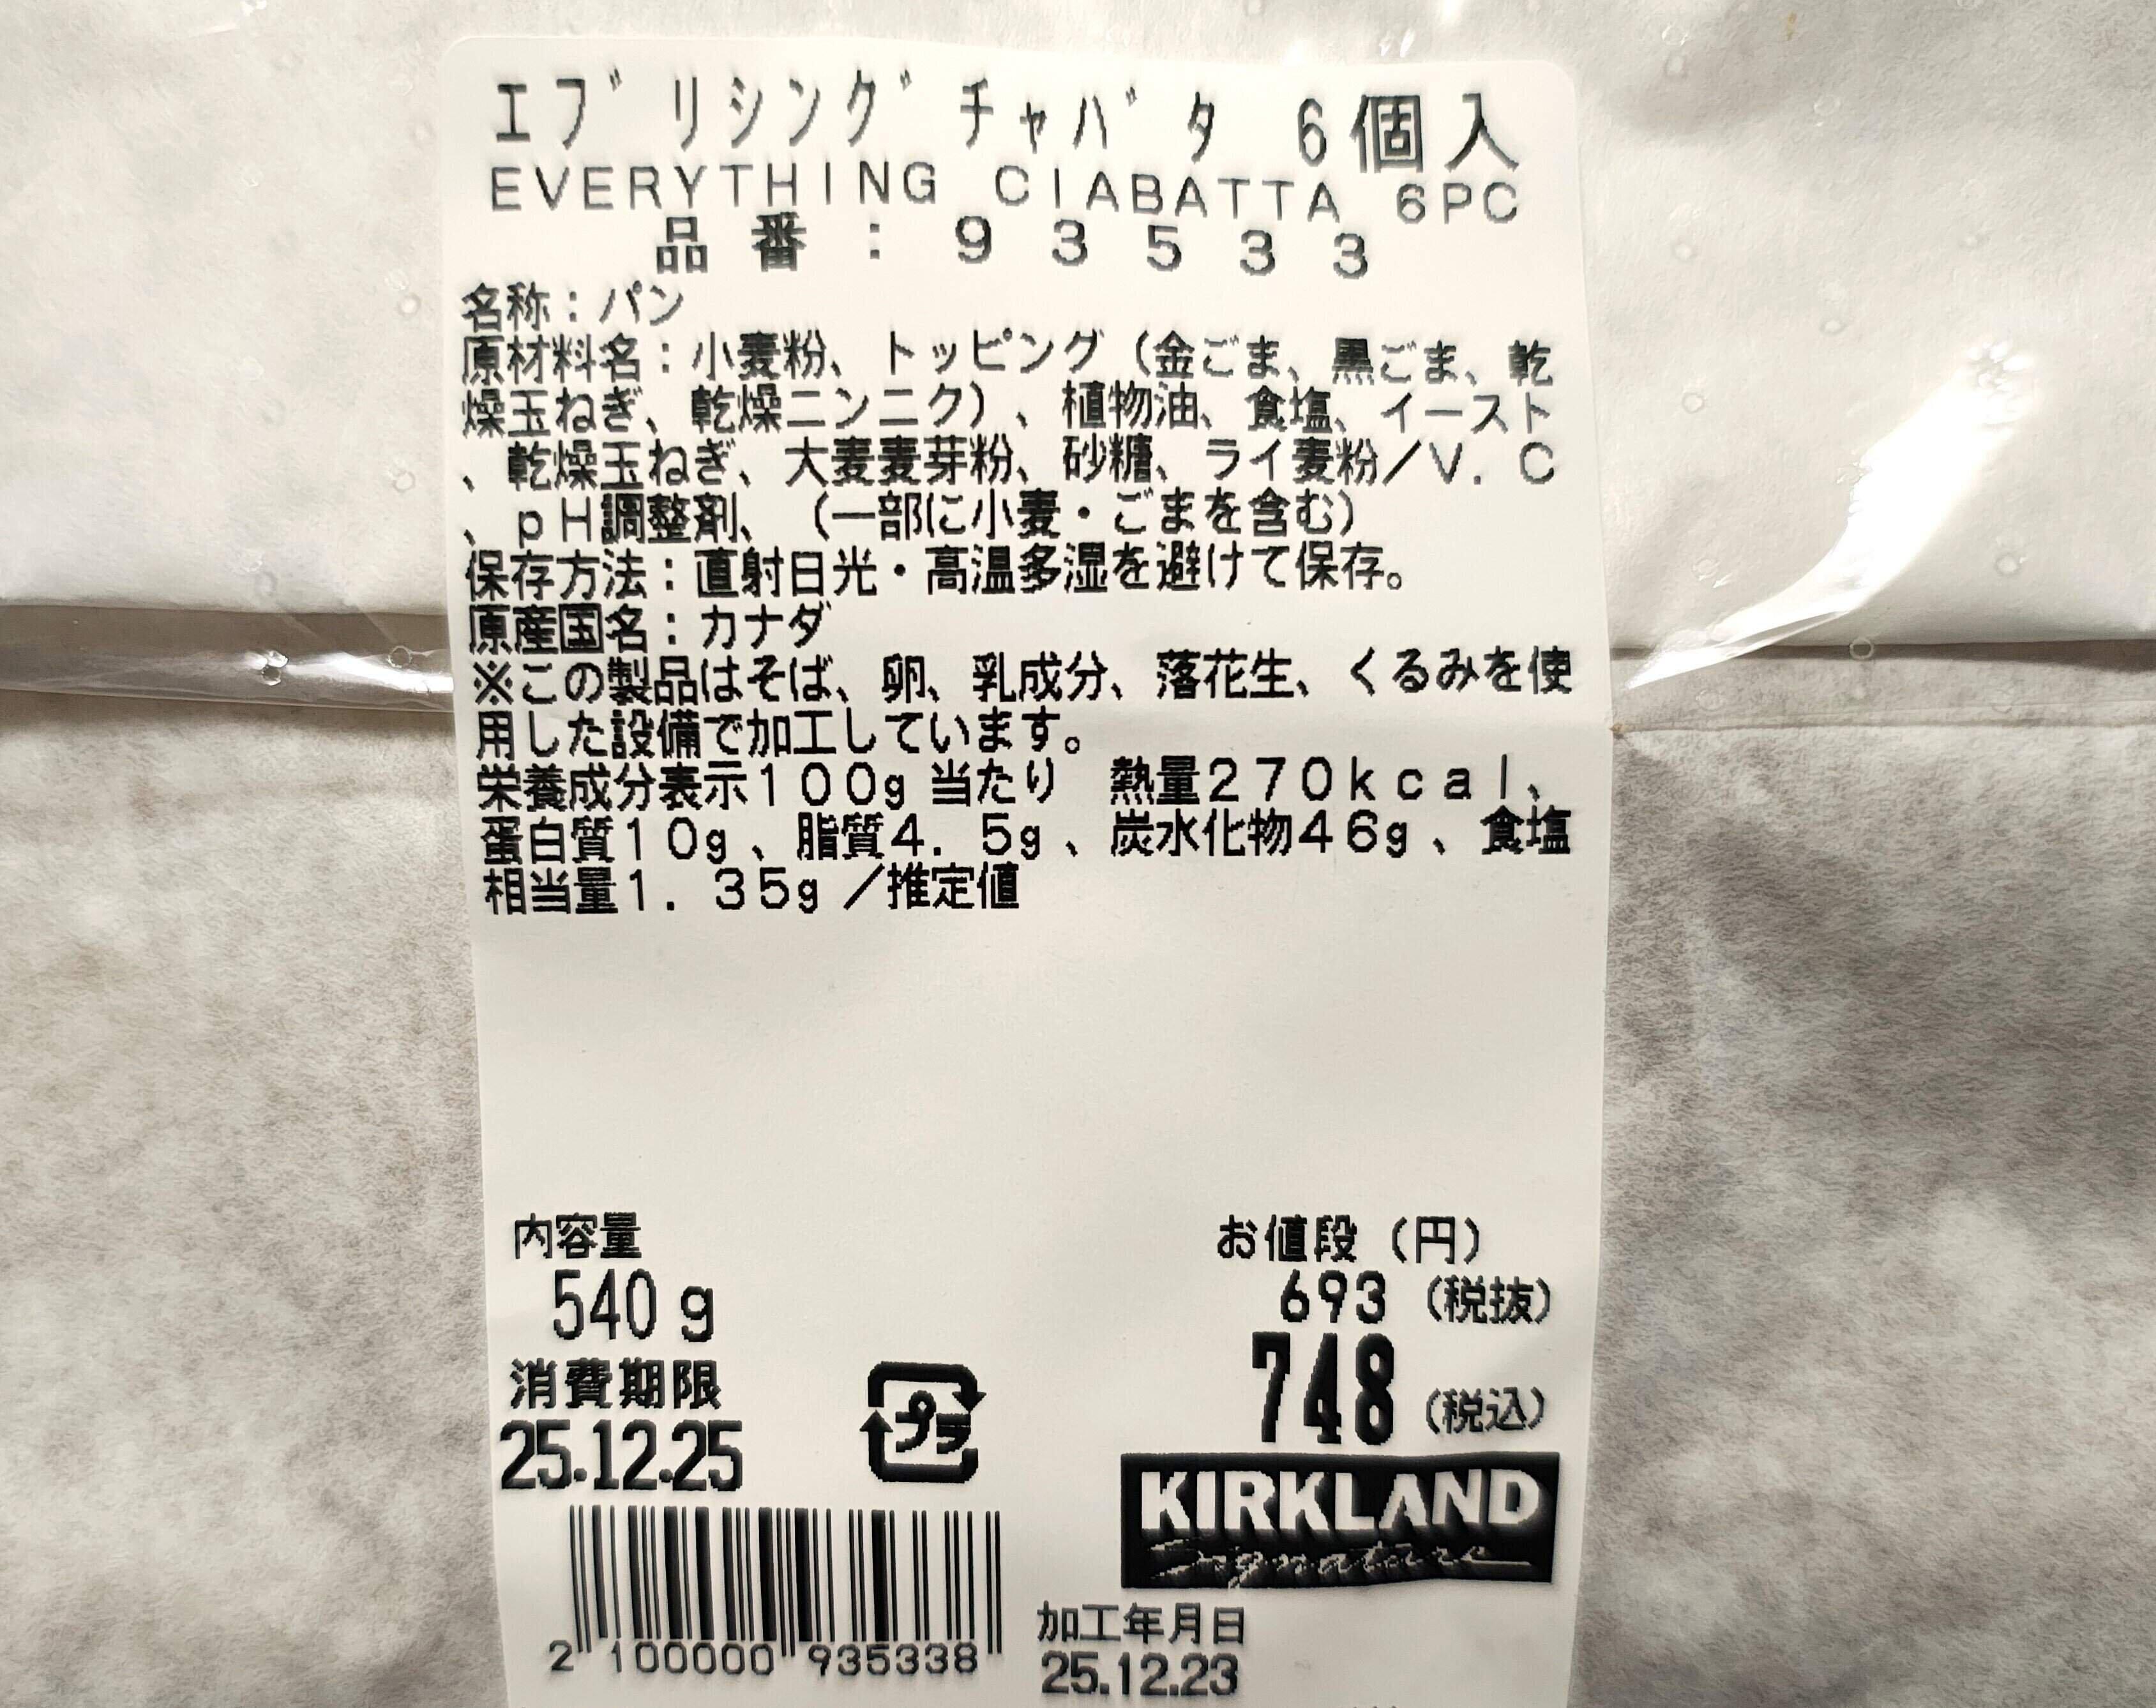 ｴﾌﾞﾘｼﾝｸﾞ ﾁｬﾊﾞﾀ 6個入
EVERYTHING CIABATTA 6PC
品番：93533
名称：パン
原材料名：小麦粉、トッピング（金ごま、黒ごま、乾
燥玉ねぎ、乾燥ニンニク）、植物油、食塩、イースト
、乾燥玉ねぎ、大麦麦芽粉、砂糖、ライ麦粉／V．C
、pH調整剤、（一部に小麦・ごまを含む）
保存方法：直射日光・高温多湿を避けて保存。
原産国名：カナダ
※この製品はそば、卵、乳成分、落花生、くるみを使
用した設備で加工しています。
栄養成分表示100g当たり　熱量270kcal、
蛋白質10g、脂質4．5g、炭水化物46g、食塩
相当量1．35g／推定値
内容量
540g
お値段（円）
693（税抜）
748（税込）
消費期限
25.12.25
プラ
KIRKLAND
Signature
2 100000 935338
加工年月日
25.12.23